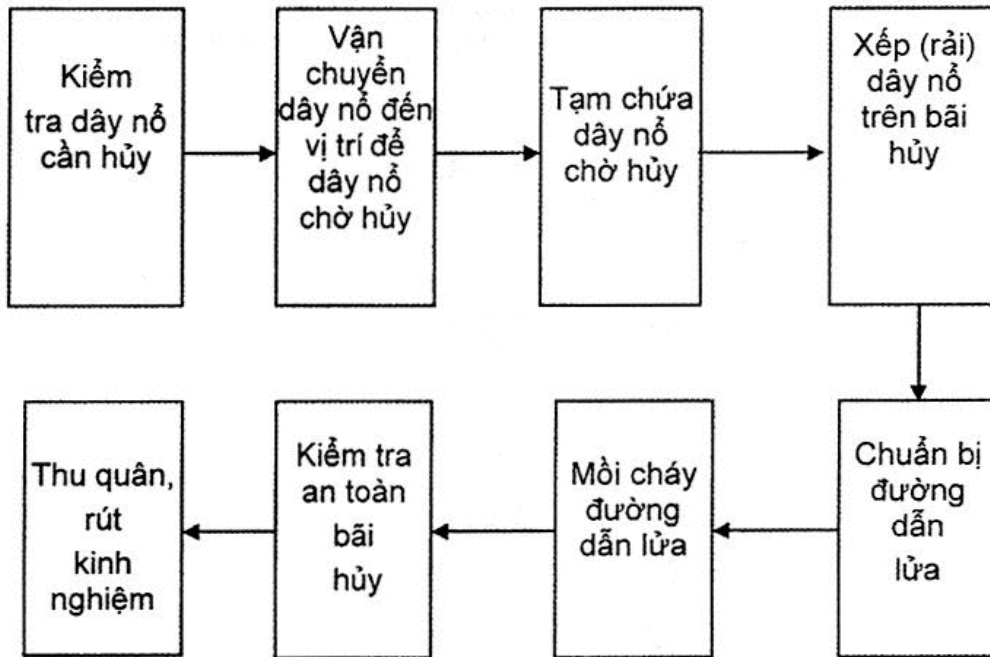 Kiểm
tra dây nổ
cần hủy
Vận
chuyển
dây nổ đến
vị trí để
dây nổ
chờ hủy
Tạm chứa
dây nổ
chờ hủy
Xếp (rải)
dây nổ
trên bãi
hủy
Chuẩn bị
đường
dẫn
lửa
Mồi cháy
đường
dẫn lửa
Kiểm tra
an toàn
bãi
hủy
Thu quân,
rút
kinh
nghiệm